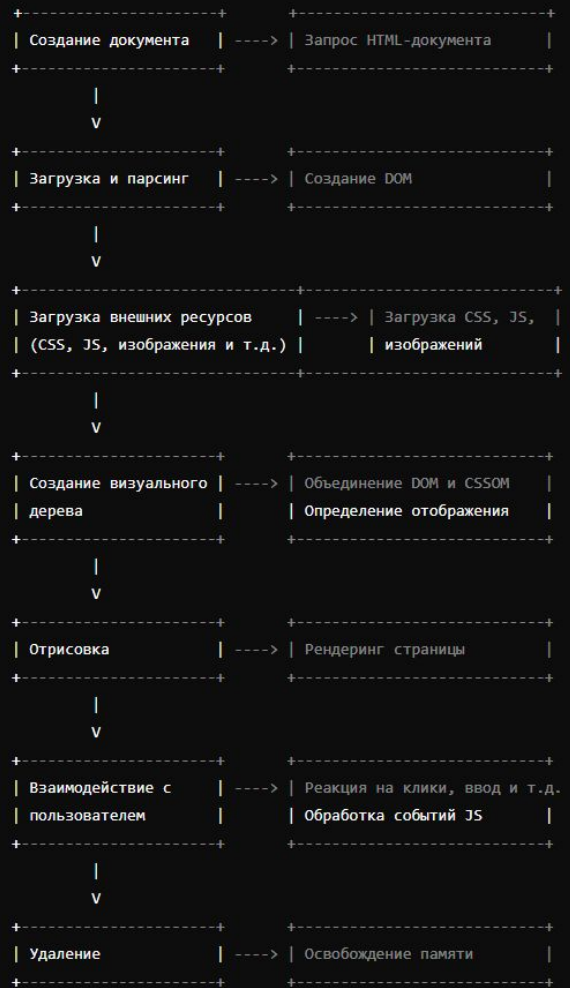 +----------------------+      +----------------------------+
| Создание документа   | ----> | Запрос HTML-документа      |
+----------------------+      +----------------------------+
|
v
+----------------------+      +----------------------------+
| Загрузка и парсинг   | ----> | Создание DOM               |
+----------------------+      +----------------------------+
|
v
+-------------------------------+----------------------------+
| Загрузка внешних ресурсов     | ----> | Загрузка CSS, JS,  |
| (CSS, JS, изображения и т.д.) |       | изображений        |
+-------------------------------+----------------------------+
|
v
+----------------------+      +----------------------------+
| Создание визуального | ----> | Объединение DOM и CSSOM    |
| дерева               |       | Определение отображения    |
+----------------------+      +----------------------------+
|
v
+----------------------+      +----------------------------+
| Отрисовка            | ----> | Рендеринг страницы         |
+----------------------+      +----------------------------+
|
v
+----------------------+      +----------------------------+
| Взаимодействие с     | ----> | Реакция на клики, ввод и т.д.
| пользователем        |       | Обработка событий JS       |
+----------------------+      +----------------------------+
|
v
+----------------------+      +----------------------------+
| Удаление             | ----> | Освобождение памяти        |
+----------------------+      +----------------------------+